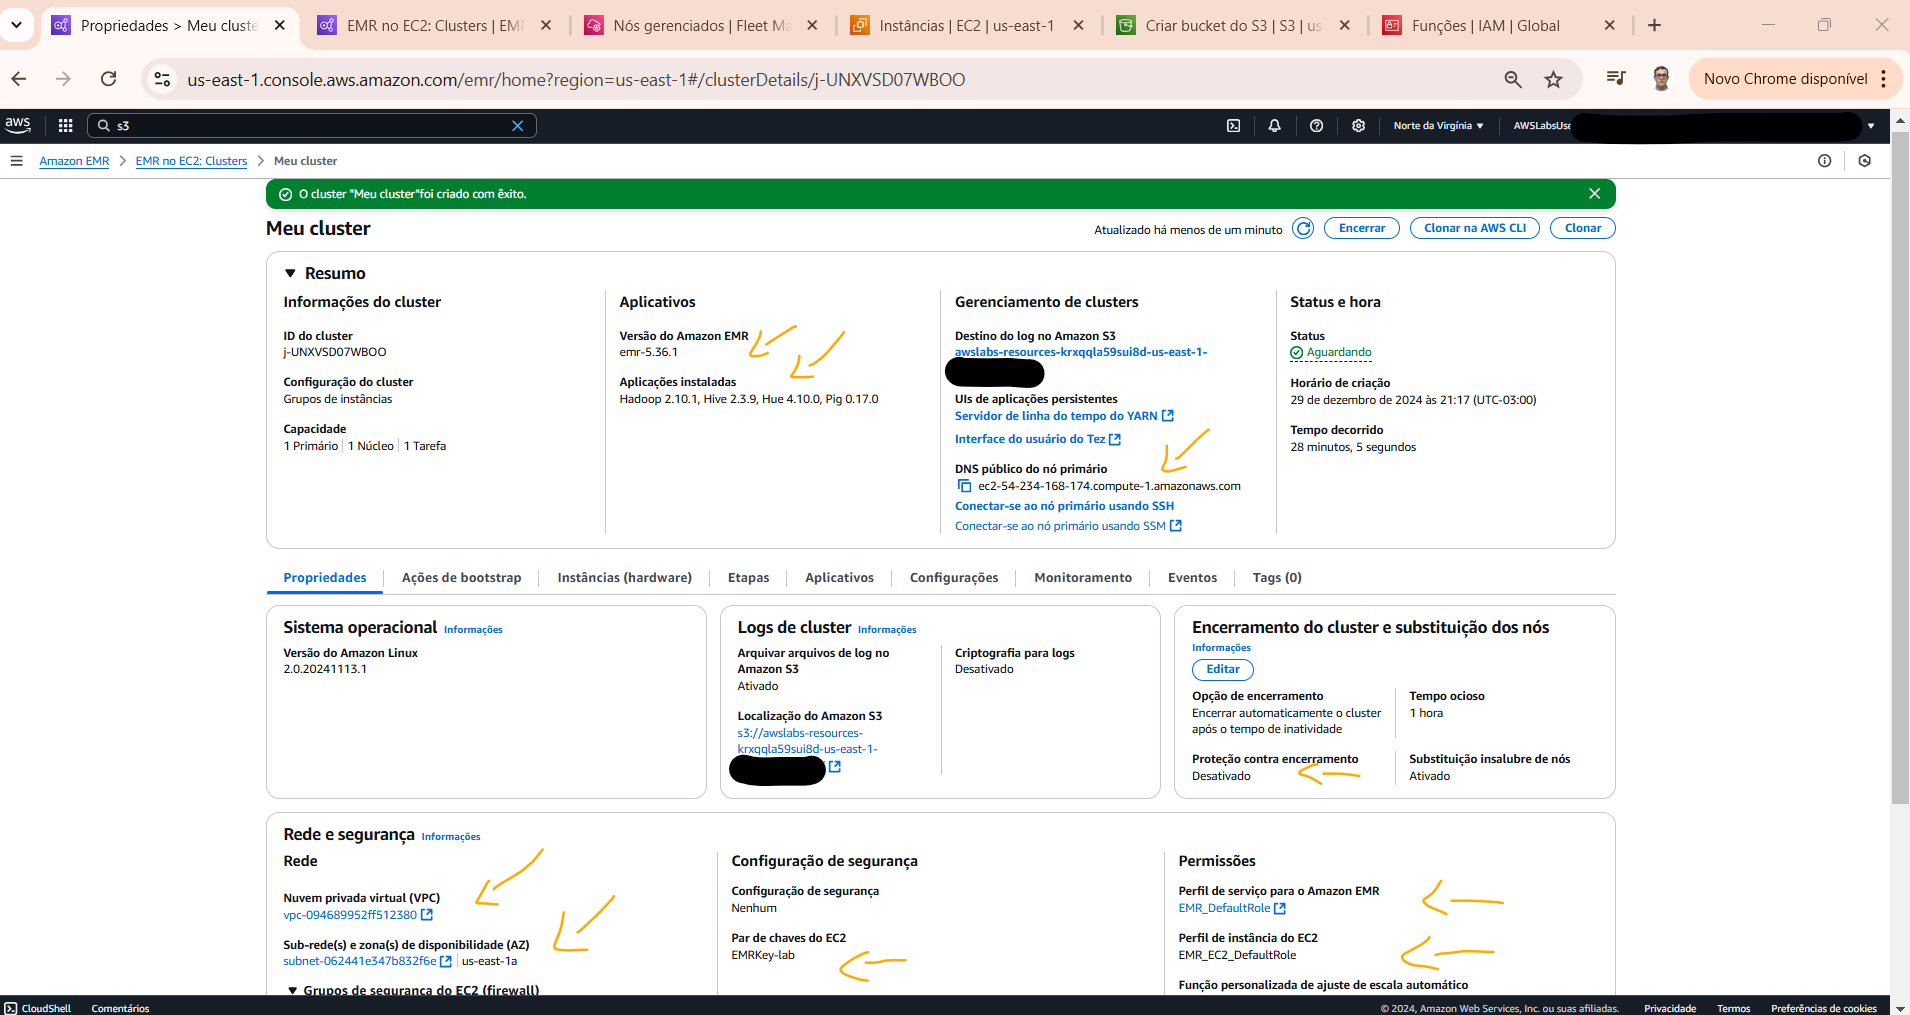 Propriedades > Meu cluste
EMR no EC2: Clusters | EMF
Nós gerenciados | Fleet Ma
Instâncias | EC2 | us-east-1
Criar bucket do S3 | S3 | us
Funções | IAM | Global
us-east-1.console.aws.amazon.com/emr/home?region=us-east-1#/clusterDetails/j-UNXVSD07WBOO
Novo Chrome disponível
aws
s3
Norte da Virgínia
AWSLabsUse
Amazon EMR
EMR no EC2: Clusters
Meu cluster
O cluster "Meu cluster"foi criado com êxito.
Meu cluster
Atualizado há menos de um minuto
Encerrar
Clonar na AWS CLI
Clonar
Resumo
Informações do cluster
ID do cluster
j-UNXVSD07WBOO
Configuração do cluster
Grupos de instâncias
Capacidade
1 Primário | 1 Núcleo | 1 Tarefa
Aplicativos
Versão do Amazon EMR
emr-5.36.1
Aplicações instaladas
Hadoop 2.10.1, Hive 2.3.9, Hue 4.10.0, Pig 0.17.0
Gerenciamento de clusters
Destino do log no Amazon S3
awslabs-resources-krxqqla59sui8d-us-east-1-
UIs de aplicações persistentes
Servidor de linha do tempo do YARN
Interface do usuário do Tez
DNS público do nó primário
ec2-54-234-168-174.compute-1.amazonaws.com
Conectar-se ao nó primário usando SSH
Conectar-se ao nó primário usando SSM
Status e hora
Status
Aguardando
Horário de criação
29 de dezembro de 2024 às 21:17 (UTC-03:00)
Tempo decorrido
28 minutos, 5 segundos
Propriedades
Ações de bootstrap
Instâncias (hardware)
Etapas
Aplicativos
Configurações
Monitoramento
Eventos
Tags (0)
Sistema operacional Informações
Versão do Amazon Linux
2.0.20241113.1
Logs de cluster Informações
Arquivar arquivos de log no
Amazon S3
Ativado
Localização do Amazon S3
s3://awslabs-resources-
krxqqla59sui8d-us-east-1-
Criptografia para logs
Desativado
Encerramento do cluster e substituição dos nós
Informações
Editar
Opção de encerramento
Encerrar automaticamente o cluster
após o tempo de inatividade
Tempo ocioso
1 hora
Proteção contra encerramento
Desativado
Substituição insalubre de nós
Ativado
Rede e segurança Informações
Rede
Nuvem privada virtual (VPC)
vpc-094689952ff512380
Sub-rede(s) e zona(s) de disponibilidade (AZ)
subnet-062441e347b832f6e | us-east-1a
Grupos de segurança do EC2 (firewall)
Configuração de segurança
Configuração de segurança
Nenhum
Par de chaves do EC2
EMRKey-lab
Permissões
Perfil de serviço para o Amazon EMR
EMR_DefaultRole
Perfil de instância do EC2
EMR_EC2_DefaultRole
Função personalizada de ajuste de escala automático
CloudShell
Comentários
© 2024, Amazon Web Services, Inc. ou suas afiliadas.
Privacidade
Termos
Preferências de cookies